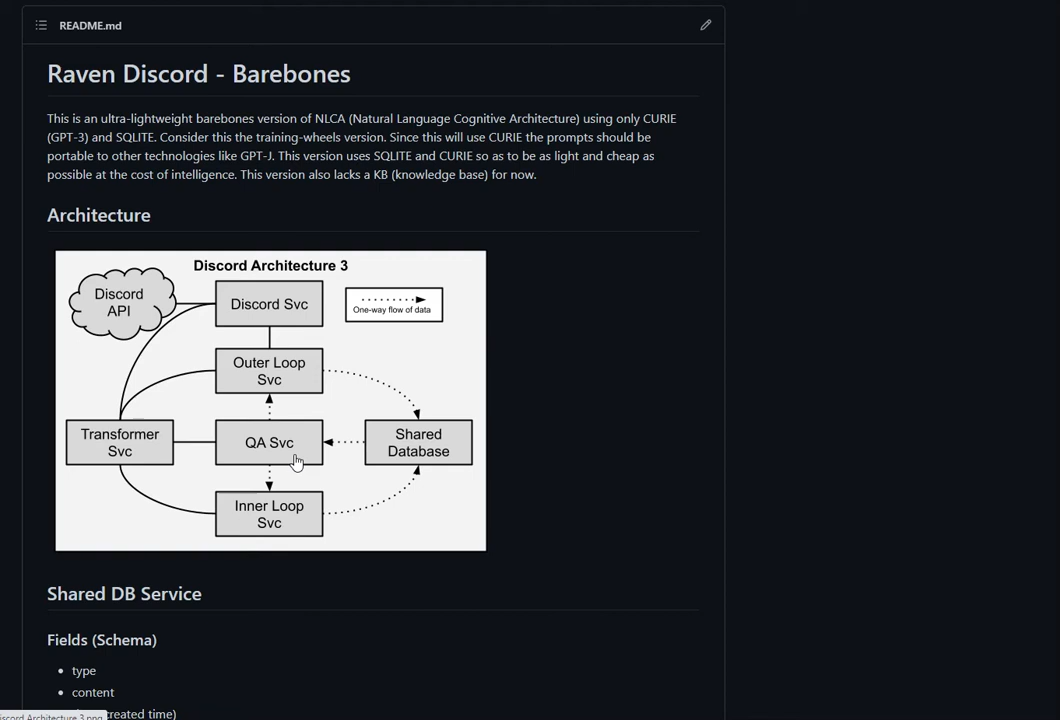 README.md
Raven Discord - Barebones
This is an ultra-lightweight barebones version of NLCA (Natural Language Cognitive Architecture) using only CURIE
(GPT-3) and SQLITE. Consider this the training-wheels version. Since this will use CURIE the prompts should be
portable to other technologies like GPT-J. This version uses SQLITE and CURIE so as to be as light and cheap as
possible at the cost of intelligence. This version also lacks a KB (knowledge base) for now.
Architecture
Discord Architecture 3
Discord
API
Discord Svc
One-way flow of data
Outer Loop
Svc
Transformer
Svc
QA Svc
Shared
Database
Inner Loop
Svc
Shared DB Service
Fields (Schema)
• type
• content
created time)
Discord Architecture 3.png